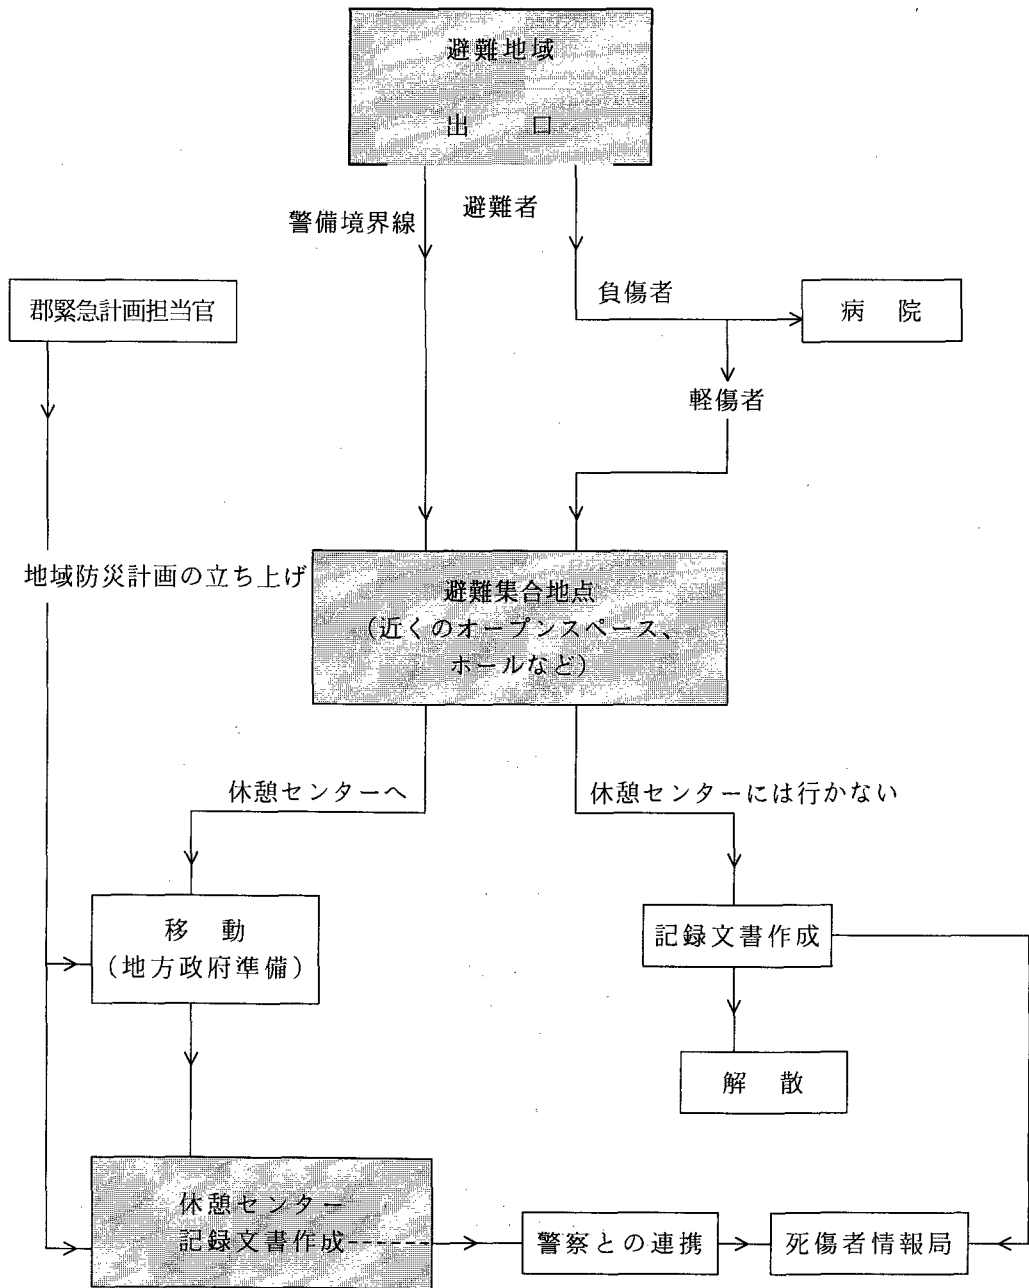 避難地域
出口
警備境界線
避難者
郡緊急計画担当官
負傷者
病院
軽傷者
地域防災計画の立ち上げ
避難集合地点
（近くのオープンスペース、
ホールなど）
休憩センターへ
休憩センターには行かない
移動
（地方政府準備）
記録文書作成
解散
休憩センター
記録文書作成
警察との連携
死傷者情報局